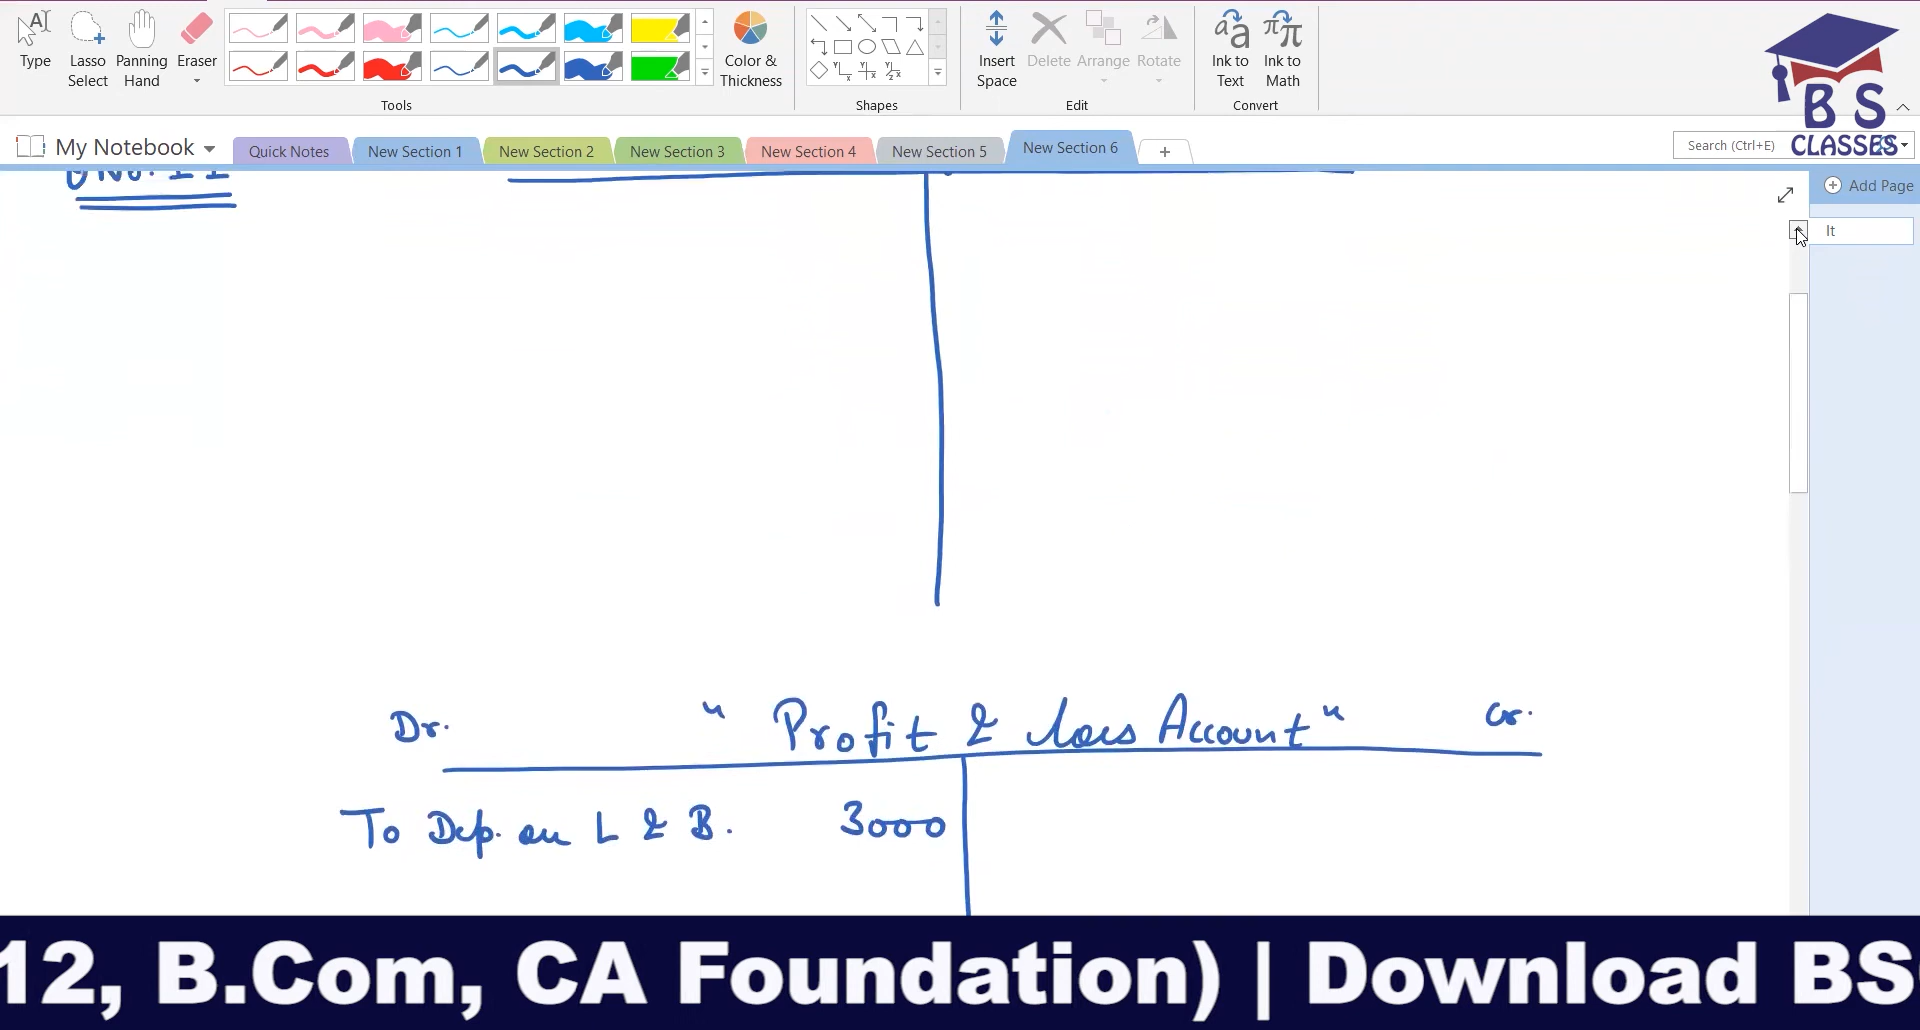 Type
Lasso
Select
Panning
Hand
Eraser
Color &
Thickness
Insert
Space
Delete
Arrange
Rotate
Ink to
Text
Ink to
Math
Tools
Shapes
Edit
Convert
B S
CLASSES
My Notebook
Quick Notes
New Section 1
New Section 2
New Section 3
New Section 4
New Section 5
New Section 6
+
Search (Ctrl+E)
Add Page
It
Dr. " Profit & Loss Account" Cr.
To Dep. on L & B. 3000
12, B.Com, CA Foundation) | Download BS